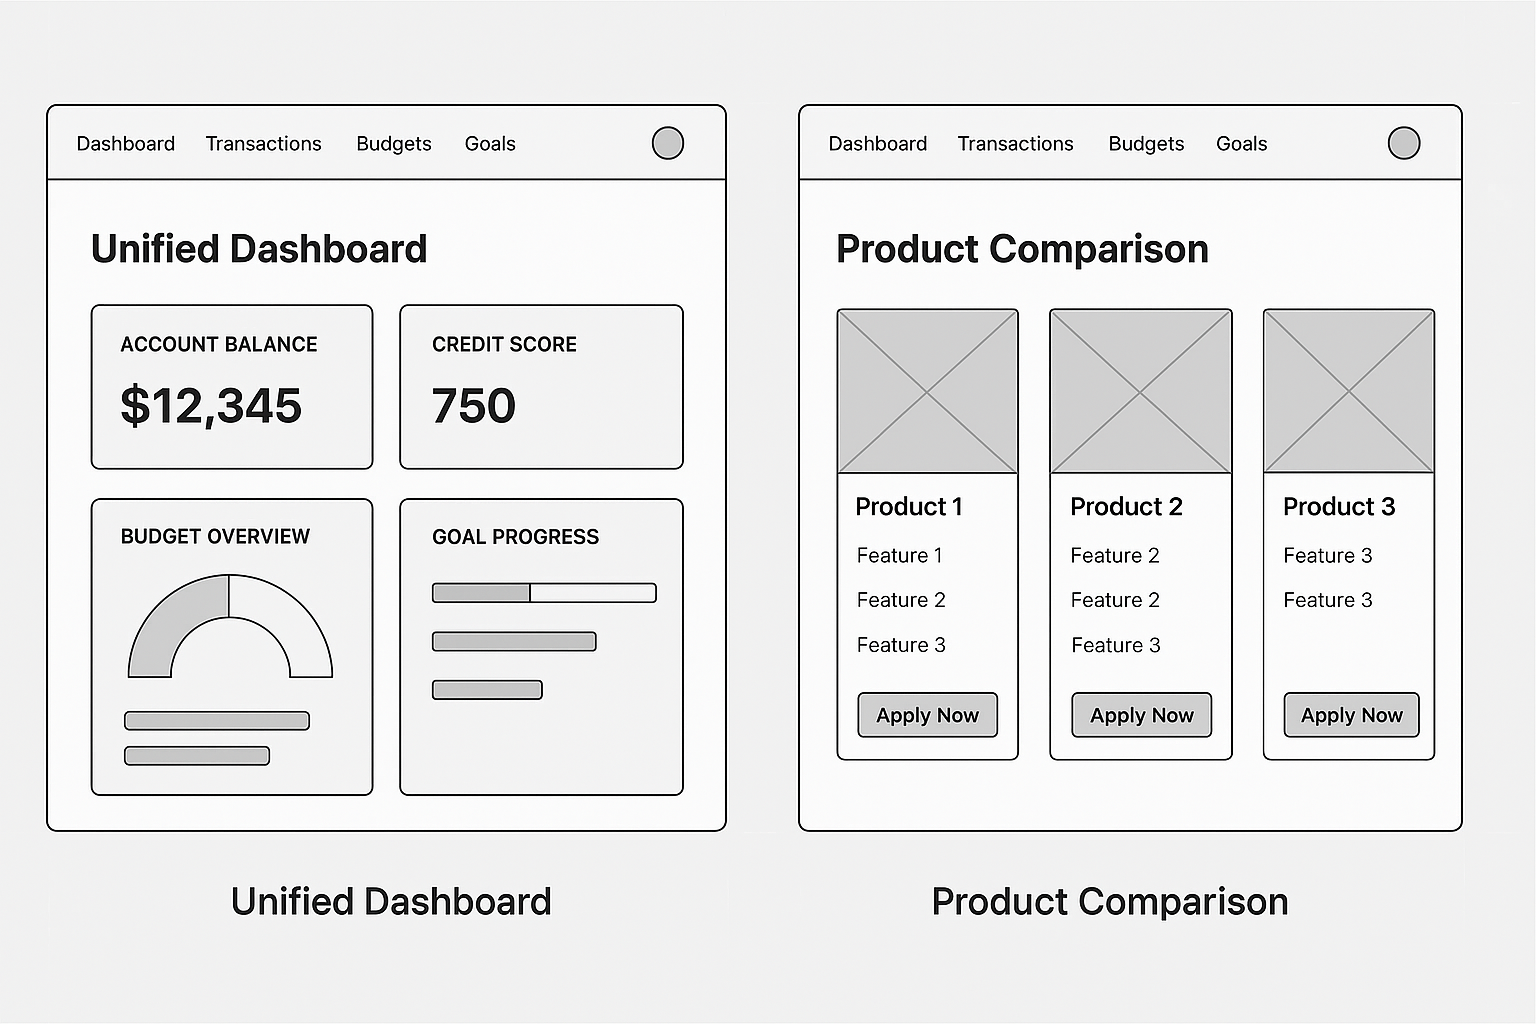 Dashboard Transactions Budgets Goals
Unified Dashboard
ACCOUNT BALANCE
$12,345
CREDIT SCORE
750
BUDGET OVERVIEW
GOAL PROGRESS
Unified Dashboard
Dashboard Transactions Budgets Goals
Product Comparison
Product 1
Feature 1
Feature 2
Feature 3
Apply Now
Product 2
Feature 2
Feature 2
Feature 3
Apply Now
Product 3
Feature 3
Feature 3
Apply Now
Product Comparison